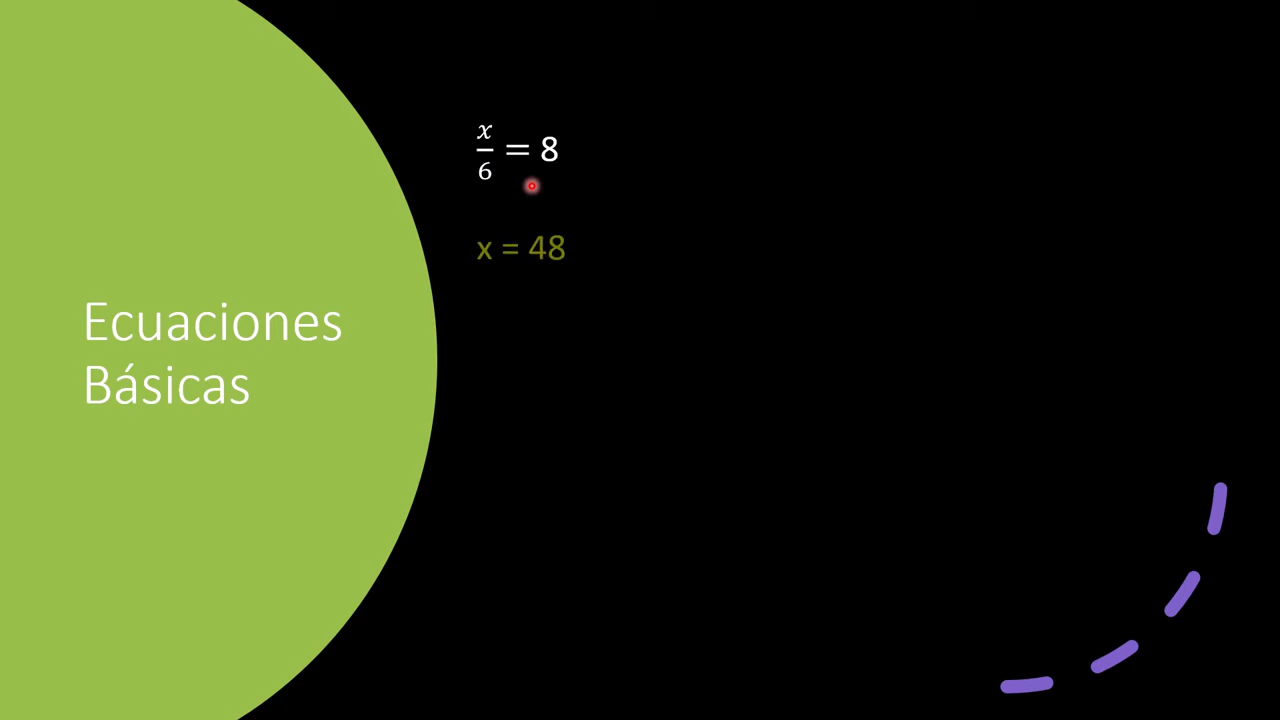 Ecuaciones
Básicas
x/6 = 8
x = 48